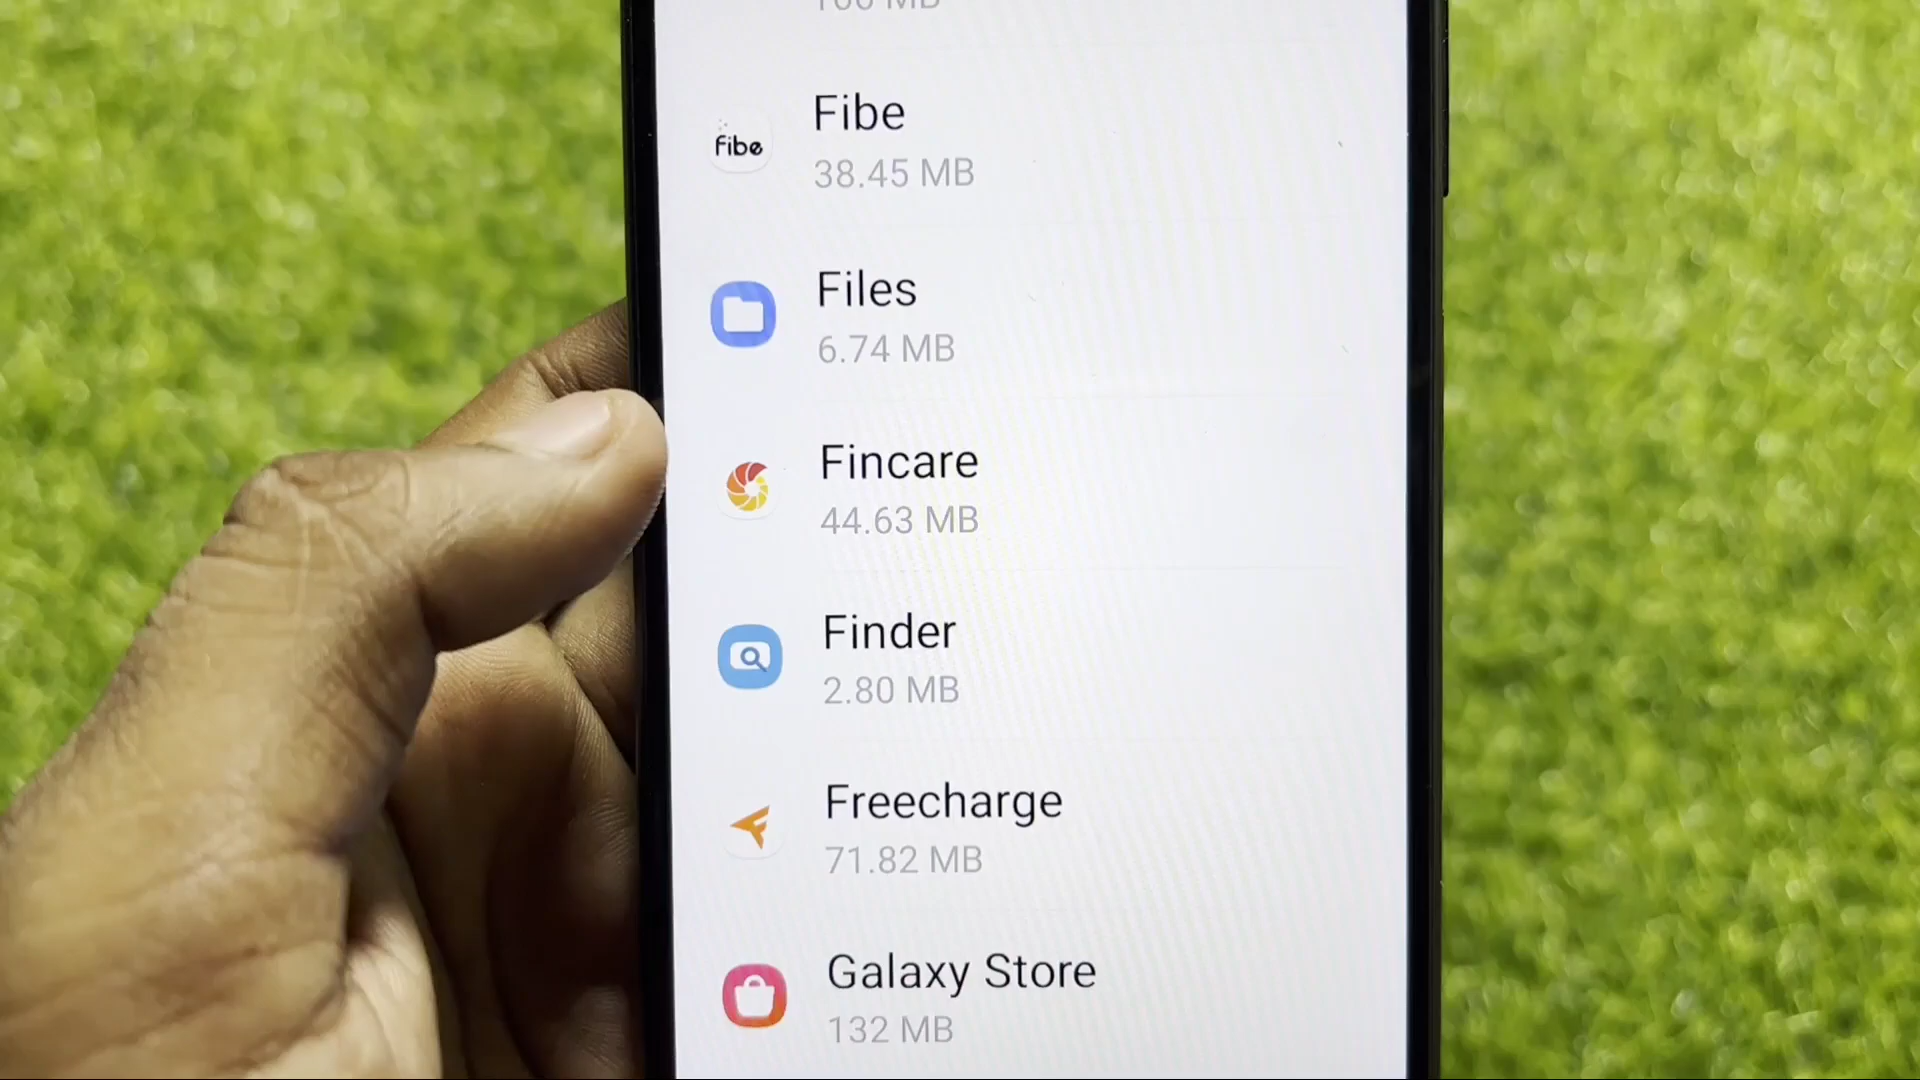 Fibe
fibe
38.45 MB
Files
6.74 MB
Fincare
44.63 MB
Finder
2.80 MB
Freecharge
71.82 MB
Galaxy Store
132 MB